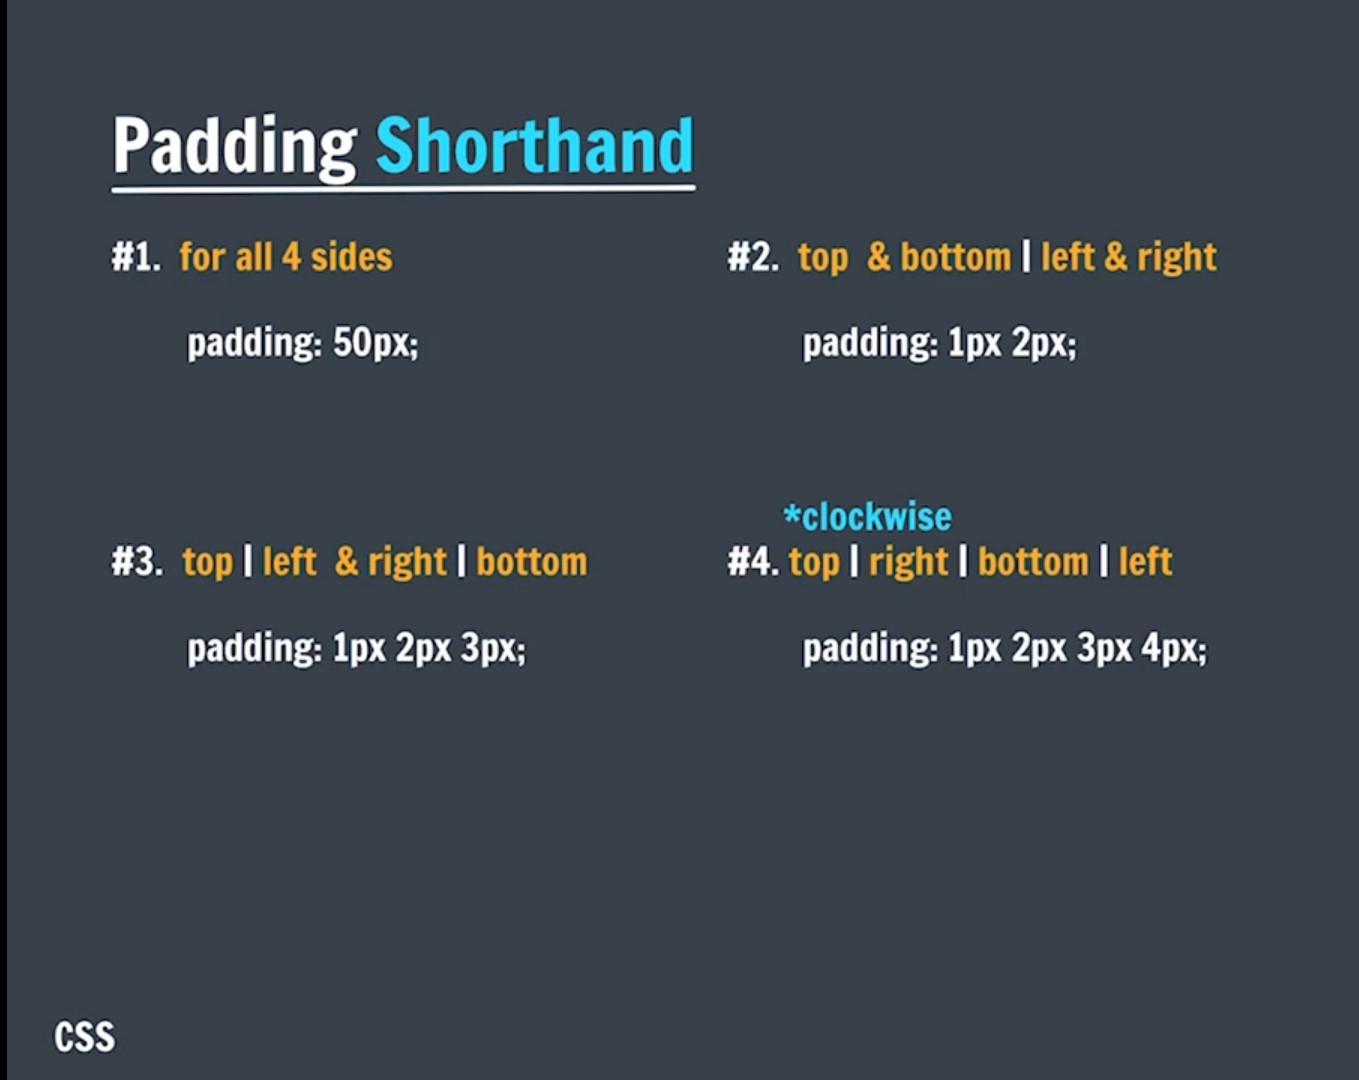 Padding Shorthand
#1. for all 4 sides
padding: 50px;
#2. top & bottom | left & right
padding: 1px 2px;
#3. top | left & right | bottom
padding: 1px 2px 3px;
*clockwise
#4. top | right | bottom | left
padding: 1px 2px 3px 4px;
CSS